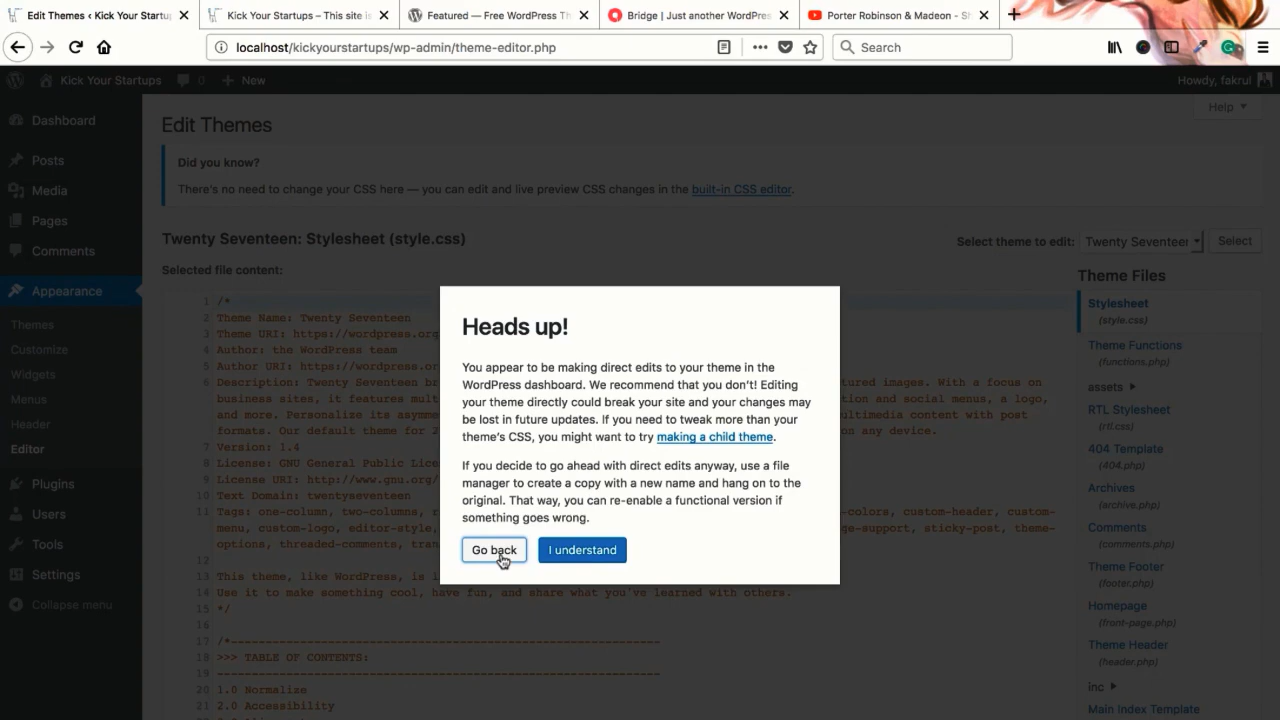 Edit Themes ‹ Kick Your Startup
Kick Your Startups – This site is
Featured — Free WordPress Th
Bridge | Just another WordPres
Porter Robinson & Madeon - Sh
localhost/kickyourstartups/wp-admin/theme-editor.php
Search
Kick Your Startups
0
New
Howdy, fakrul
Help
Dashboard
Posts
Media
Pages
Comments
Appearance
Themes
Customize
Widgets
Menus
Header
Editor
Plugins
Users
Tools
Settings
Collapse menu
Edit Themes
Did you know?
There's no need to change your CSS here — you can edit and live preview CSS changes in the built-in CSS editor.
Twenty Seventeen: Stylesheet (style.css)
Select theme to edit:
Twenty Seventeen
Select
Selected file content:
1 /*
2 Theme Name: Twenty Seventeen
3 Theme URI: https://wordpress.org
4 Author: the WordPress team
5 Author URI: https://wordpress.or
6 Description: Twenty Seventeen br tured images. With a focus on
business sites, it features mult tion and social menus, a logo,
and more. Personalize its asymme ltimedia content with post
formats. Our default theme for 2 on any device.
7 Version: 1.4
8 License: GNU General Public Lice
9 License URI: http://www.gnu.org/
10 Text Domain: twentyseventeen
11 Tags: one-column, two-columns, r -colors, custom-header, custom-
menu, custom-logo, editor-style, ge-support, sticky-post, theme-
options, threaded-comments, tran
12
13 This theme, like WordPress, is l
14 Use it to make something cool, have fun, and share what you've learned with others.
15 */
16
17 /*--------------------------------------------------------------
18 >>> TABLE OF CONTENTS:
19 ----------------------------------------------------------------
20 1.0 Normalize
21 2.0 Accessibility
Heads up!
You appear to be making direct edits to your theme in the
WordPress dashboard. We recommend that you don't! Editing
your theme directly could break your site and your changes may
be lost in future updates. If you need to tweak more than your
theme's CSS, you might want to try making a child theme.
If you decide to go ahead with direct edits anyway, use a file
manager to create a copy with a new name and hang on to the
original. That way, you can re-enable a functional version if
something goes wrong.
Go back
I understand
Theme Files
Stylesheet
(style.css)
Theme Functions
(functions.php)
assets
RTL Stylesheet
(rtl.css)
404 Template
(404.php)
Archives
(archive.php)
Comments
(comments.php)
Theme Footer
(footer.php)
Homepage
(front-page.php)
Theme Header
(header.php)
inc
Main Index Template